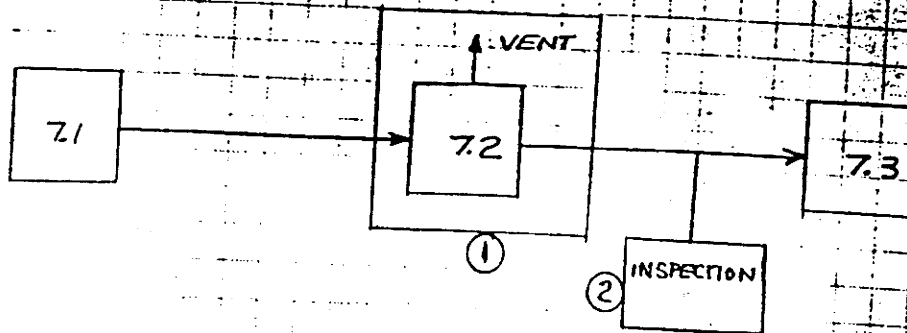 VENT
7.1
7.2
7.3
①
②
INSPECTION